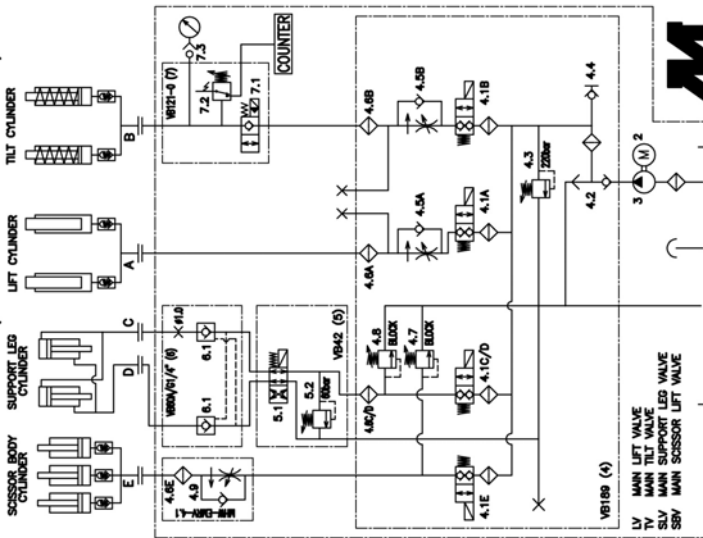 TILT CYLINDER
LIFT CYLINDER
SUPPORT LEG
CYLINDER
SCISSOR BODY
CYLINDER
B
A
C
D
E
7.3
VB121-0 (7)
7.2
7.1
COUNTER
ø1.0
(6)
6.1
6.1
VB42 (5)
5.1
5.2
60bar
4.6E
4.9
4.6B
4.5B
4.1B
4.4
4.6A
4.5A
4.1A
4.3
220bar
4.2
M
2
3
4.8
BLOCK
4.7
BLOCK
4.6C/D
4.1C/D
4.1E
VB189 (4)
LV MAIN LIFT VALVE
TV MAIN TILT VALVE
SLV MAIN SUPPORT LEG VALVE
SBV MAIN SCISSOR LIFT VALVE